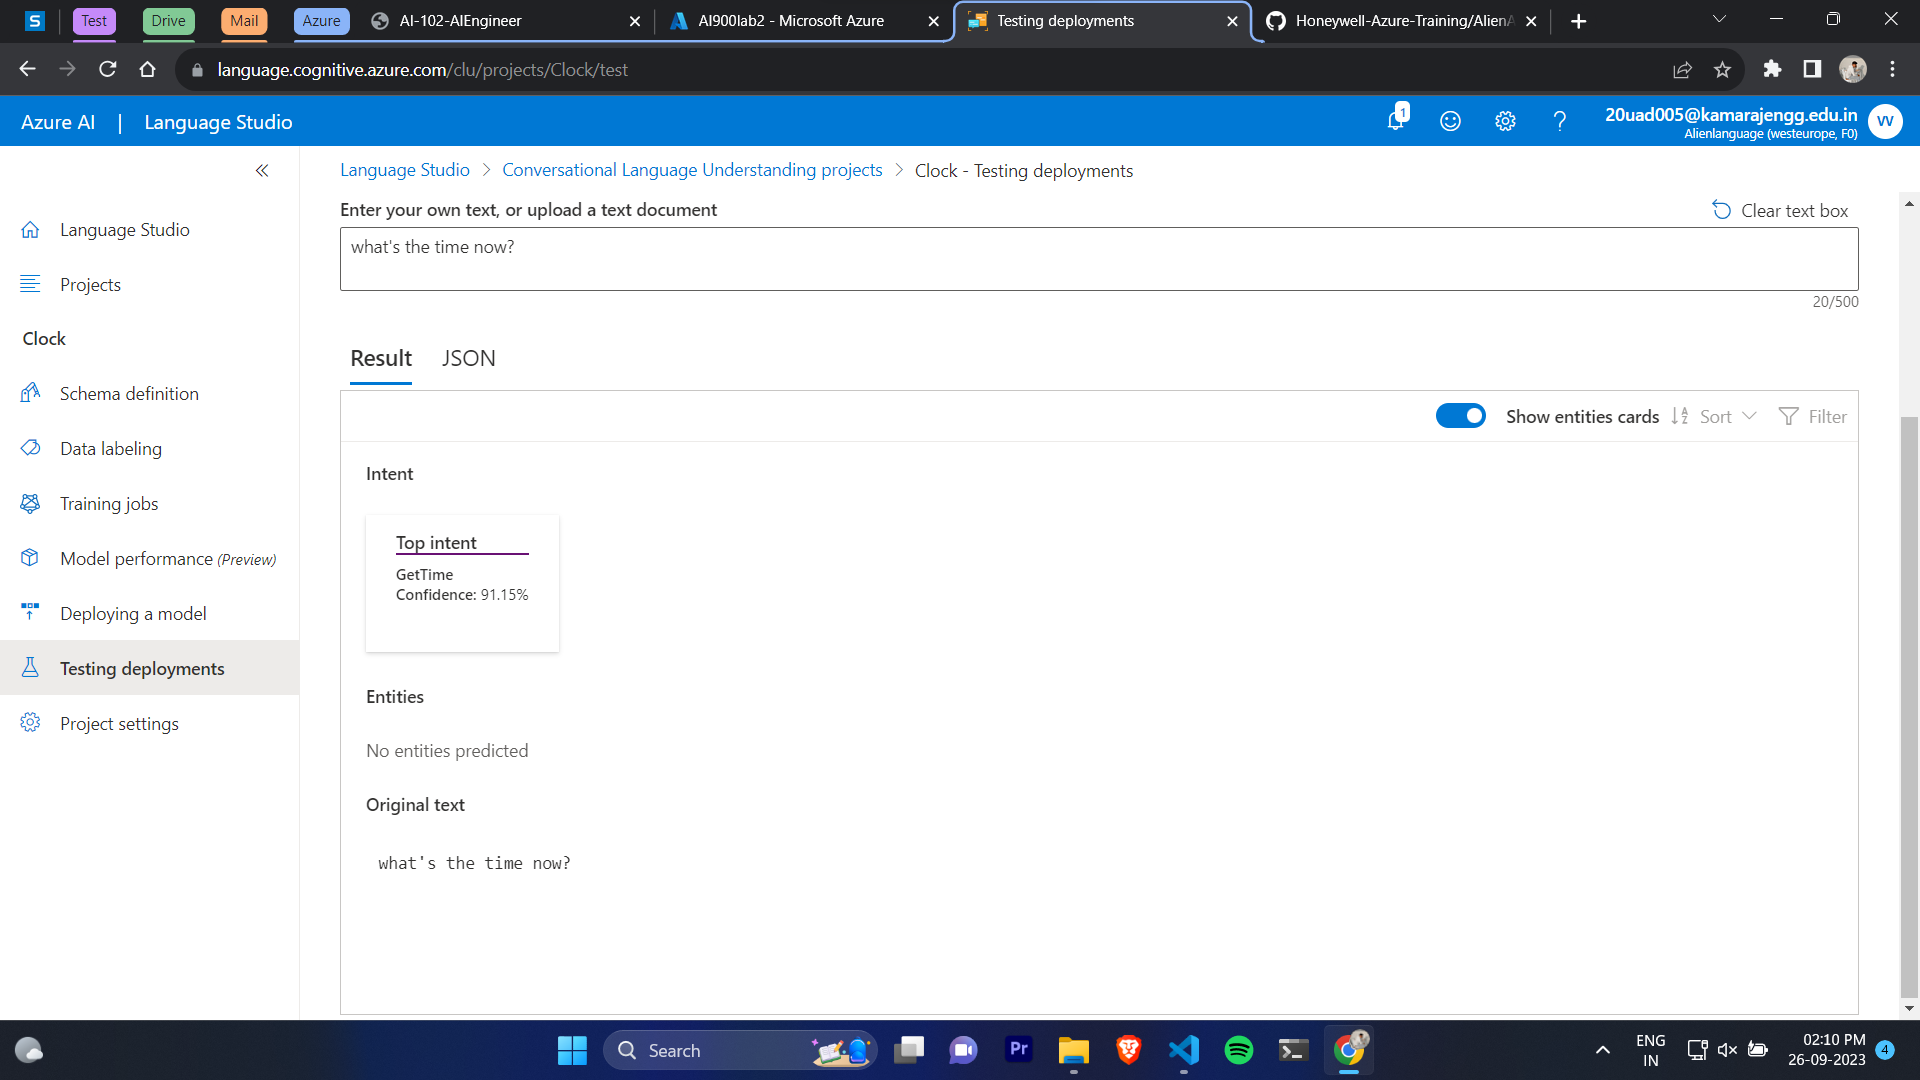 S
Test
Drive
Mail
Azure
AI-102-AIEngineer
AI900lab2 - Microsoft Azure
Testing deployments
Honeywell-Azure-Training/AlienA
language.cognitive.azure.com/clu/projects/Clock/test
Azure AI | Language Studio
1
20uad005@kamarajengg.edu.in
Alienlanguage (westeurope, F0)
VV
Language Studio > Conversational Language Understanding projects > Clock - Testing deployments
Language Studio
Projects
Clock
Schema definition
Data labeling
Training jobs
Model performance (Preview)
Deploying a model
Testing deployments
Project settings
Enter your own text, or upload a text document
Clear text box
what's the time now?
20/500
Result
JSON
Show entities cards
Sort
Filter
Intent
Top intent
GetTime
Confidence: 91.15%
Entities
No entities predicted
Original text
what's the time now?
Search
Pr
ENG
IN
02:10 PM
26-09-2023
4